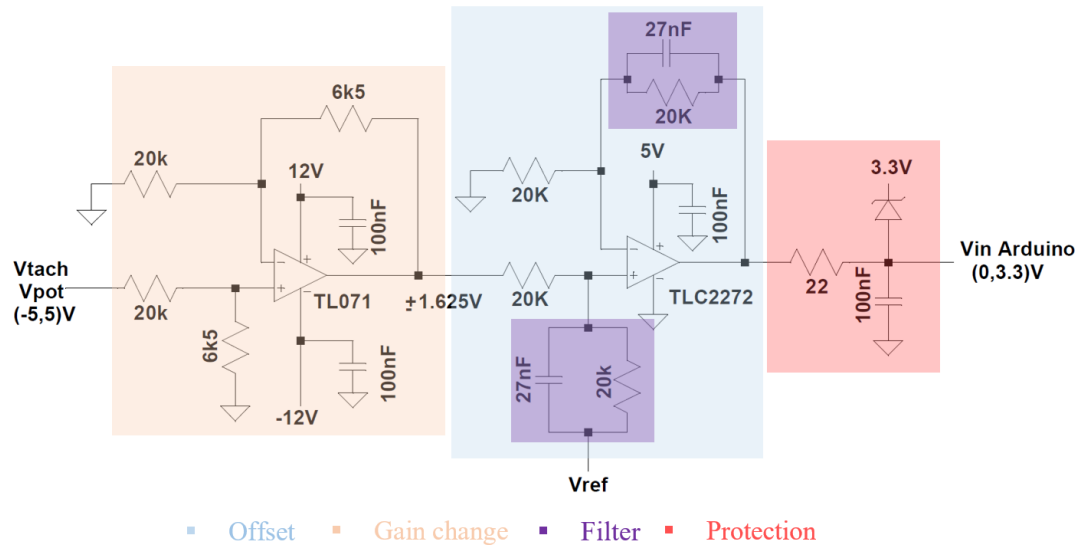 27nF
20K
6k5
20k
12V
100nF
Vtach
Vpot
(-5,5)V
20k
TL071
6k5
-12V
100nF
±1.625V
20K
5V
100nF
20K
TLC2272
27nF
20k
Vref
3.3V
22
100nF
Vin Arduino
(0,3.3)V
Offset
Gain change
Filter
Protection